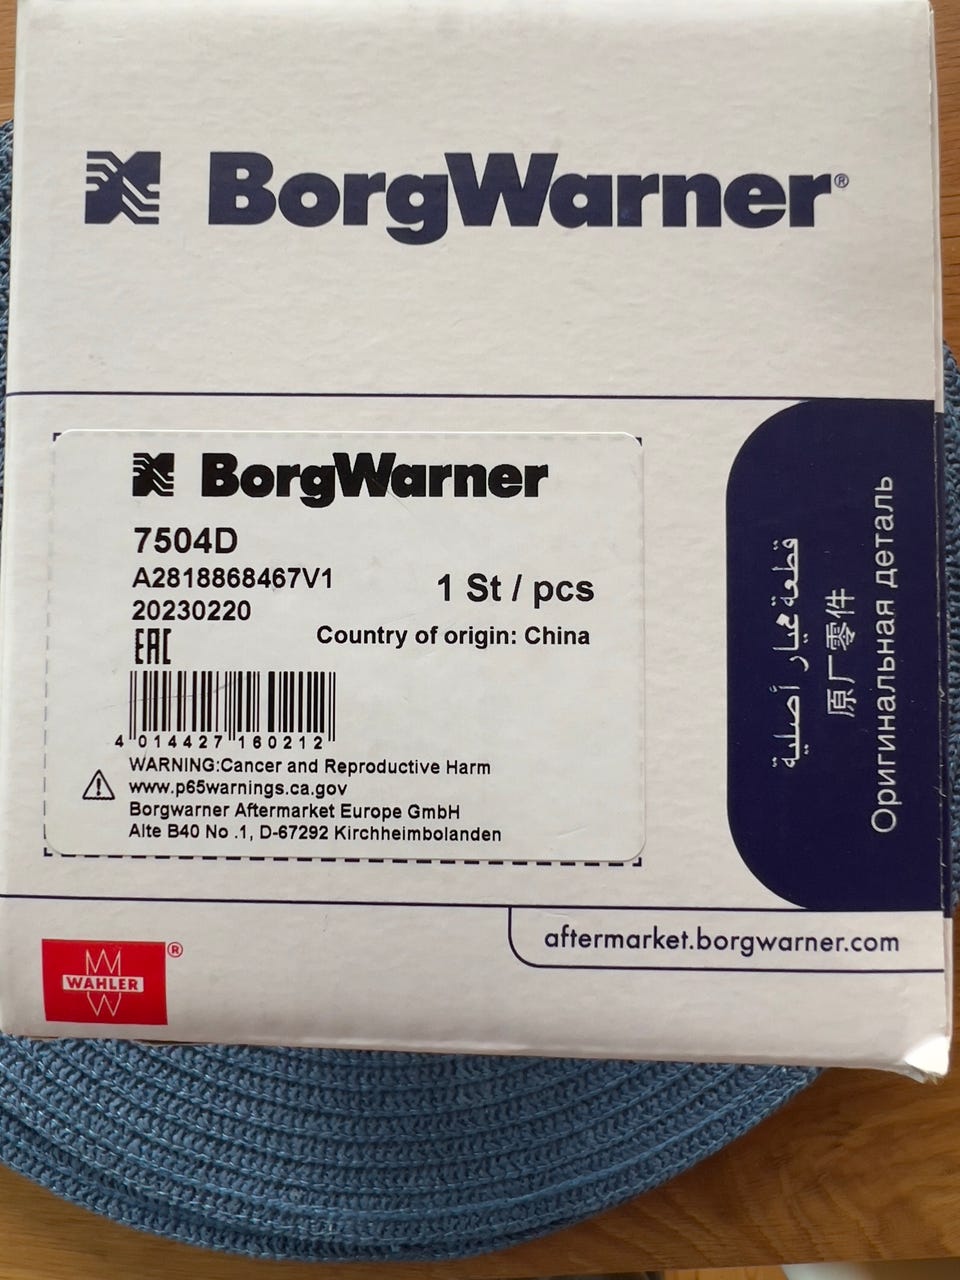 BorgWarner®
BorgWarner
7504D
A2818868467V1
20230220
1 St / pcs
EAC
Country of origin: China
4 014427 160212
WARNING:Cancer and Reproductive Harm
www.p65warnings.ca.gov
Borgwarner Aftermarket Europe GmbH
Alte B40 No .1, D-67292 Kirchheimbolanden
قطعة غيار أصلية
原厂零件
Оригинальная деталь
aftermarket.borgwarner.com
WAHLER®